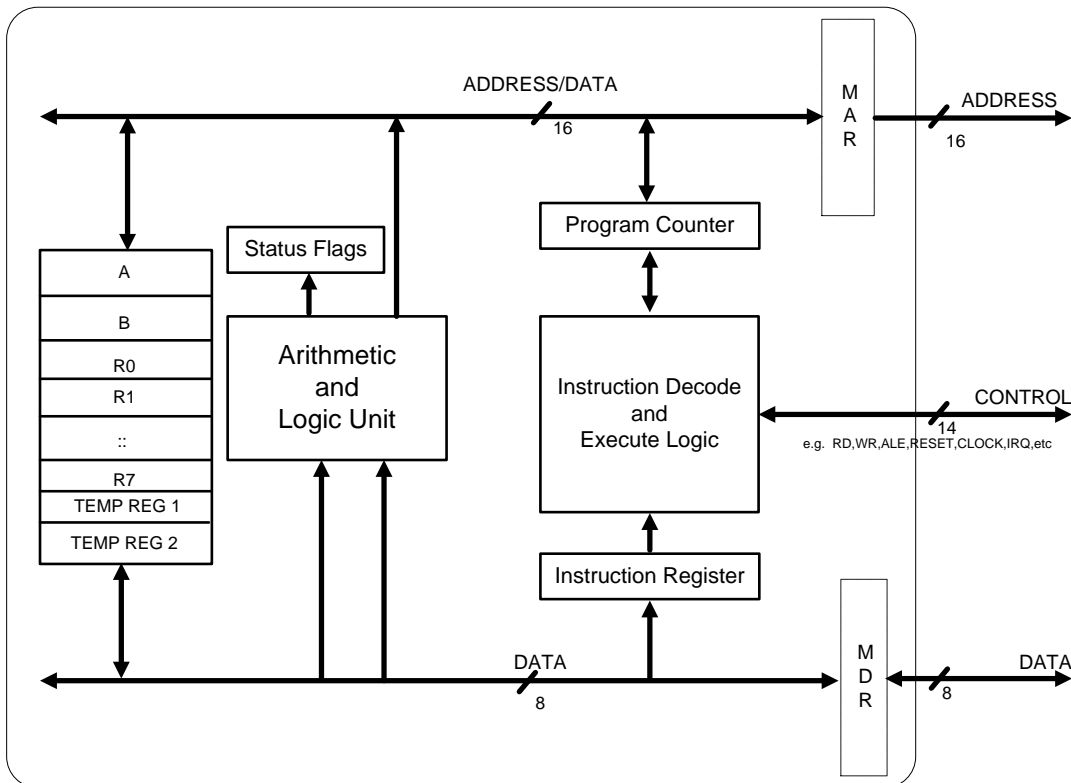 ADDRESS/DATA
16
M
A
R
ADDRESS
16
Program Counter
Status Flags
A
B
R0
R1
::
R7
TEMP REG 1
TEMP REG 2
Arithmetic
and
Logic Unit
Instruction Decode
and
Execute Logic
CONTROL
14
e.g. RD,WR,ALE,RESET,CLOCK,IRQ,etc
Instruction Register
DATA
8
M
D
R
DATA
8